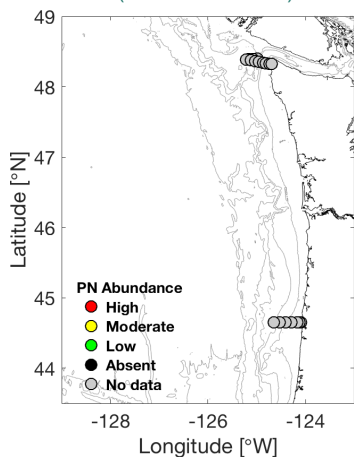 49
48
47
46
45
44
Latitude [°N]
PN Abundance
High
Moderate
Low
Absent
No data
-128
-126
-124
-122
Longitude [°W]